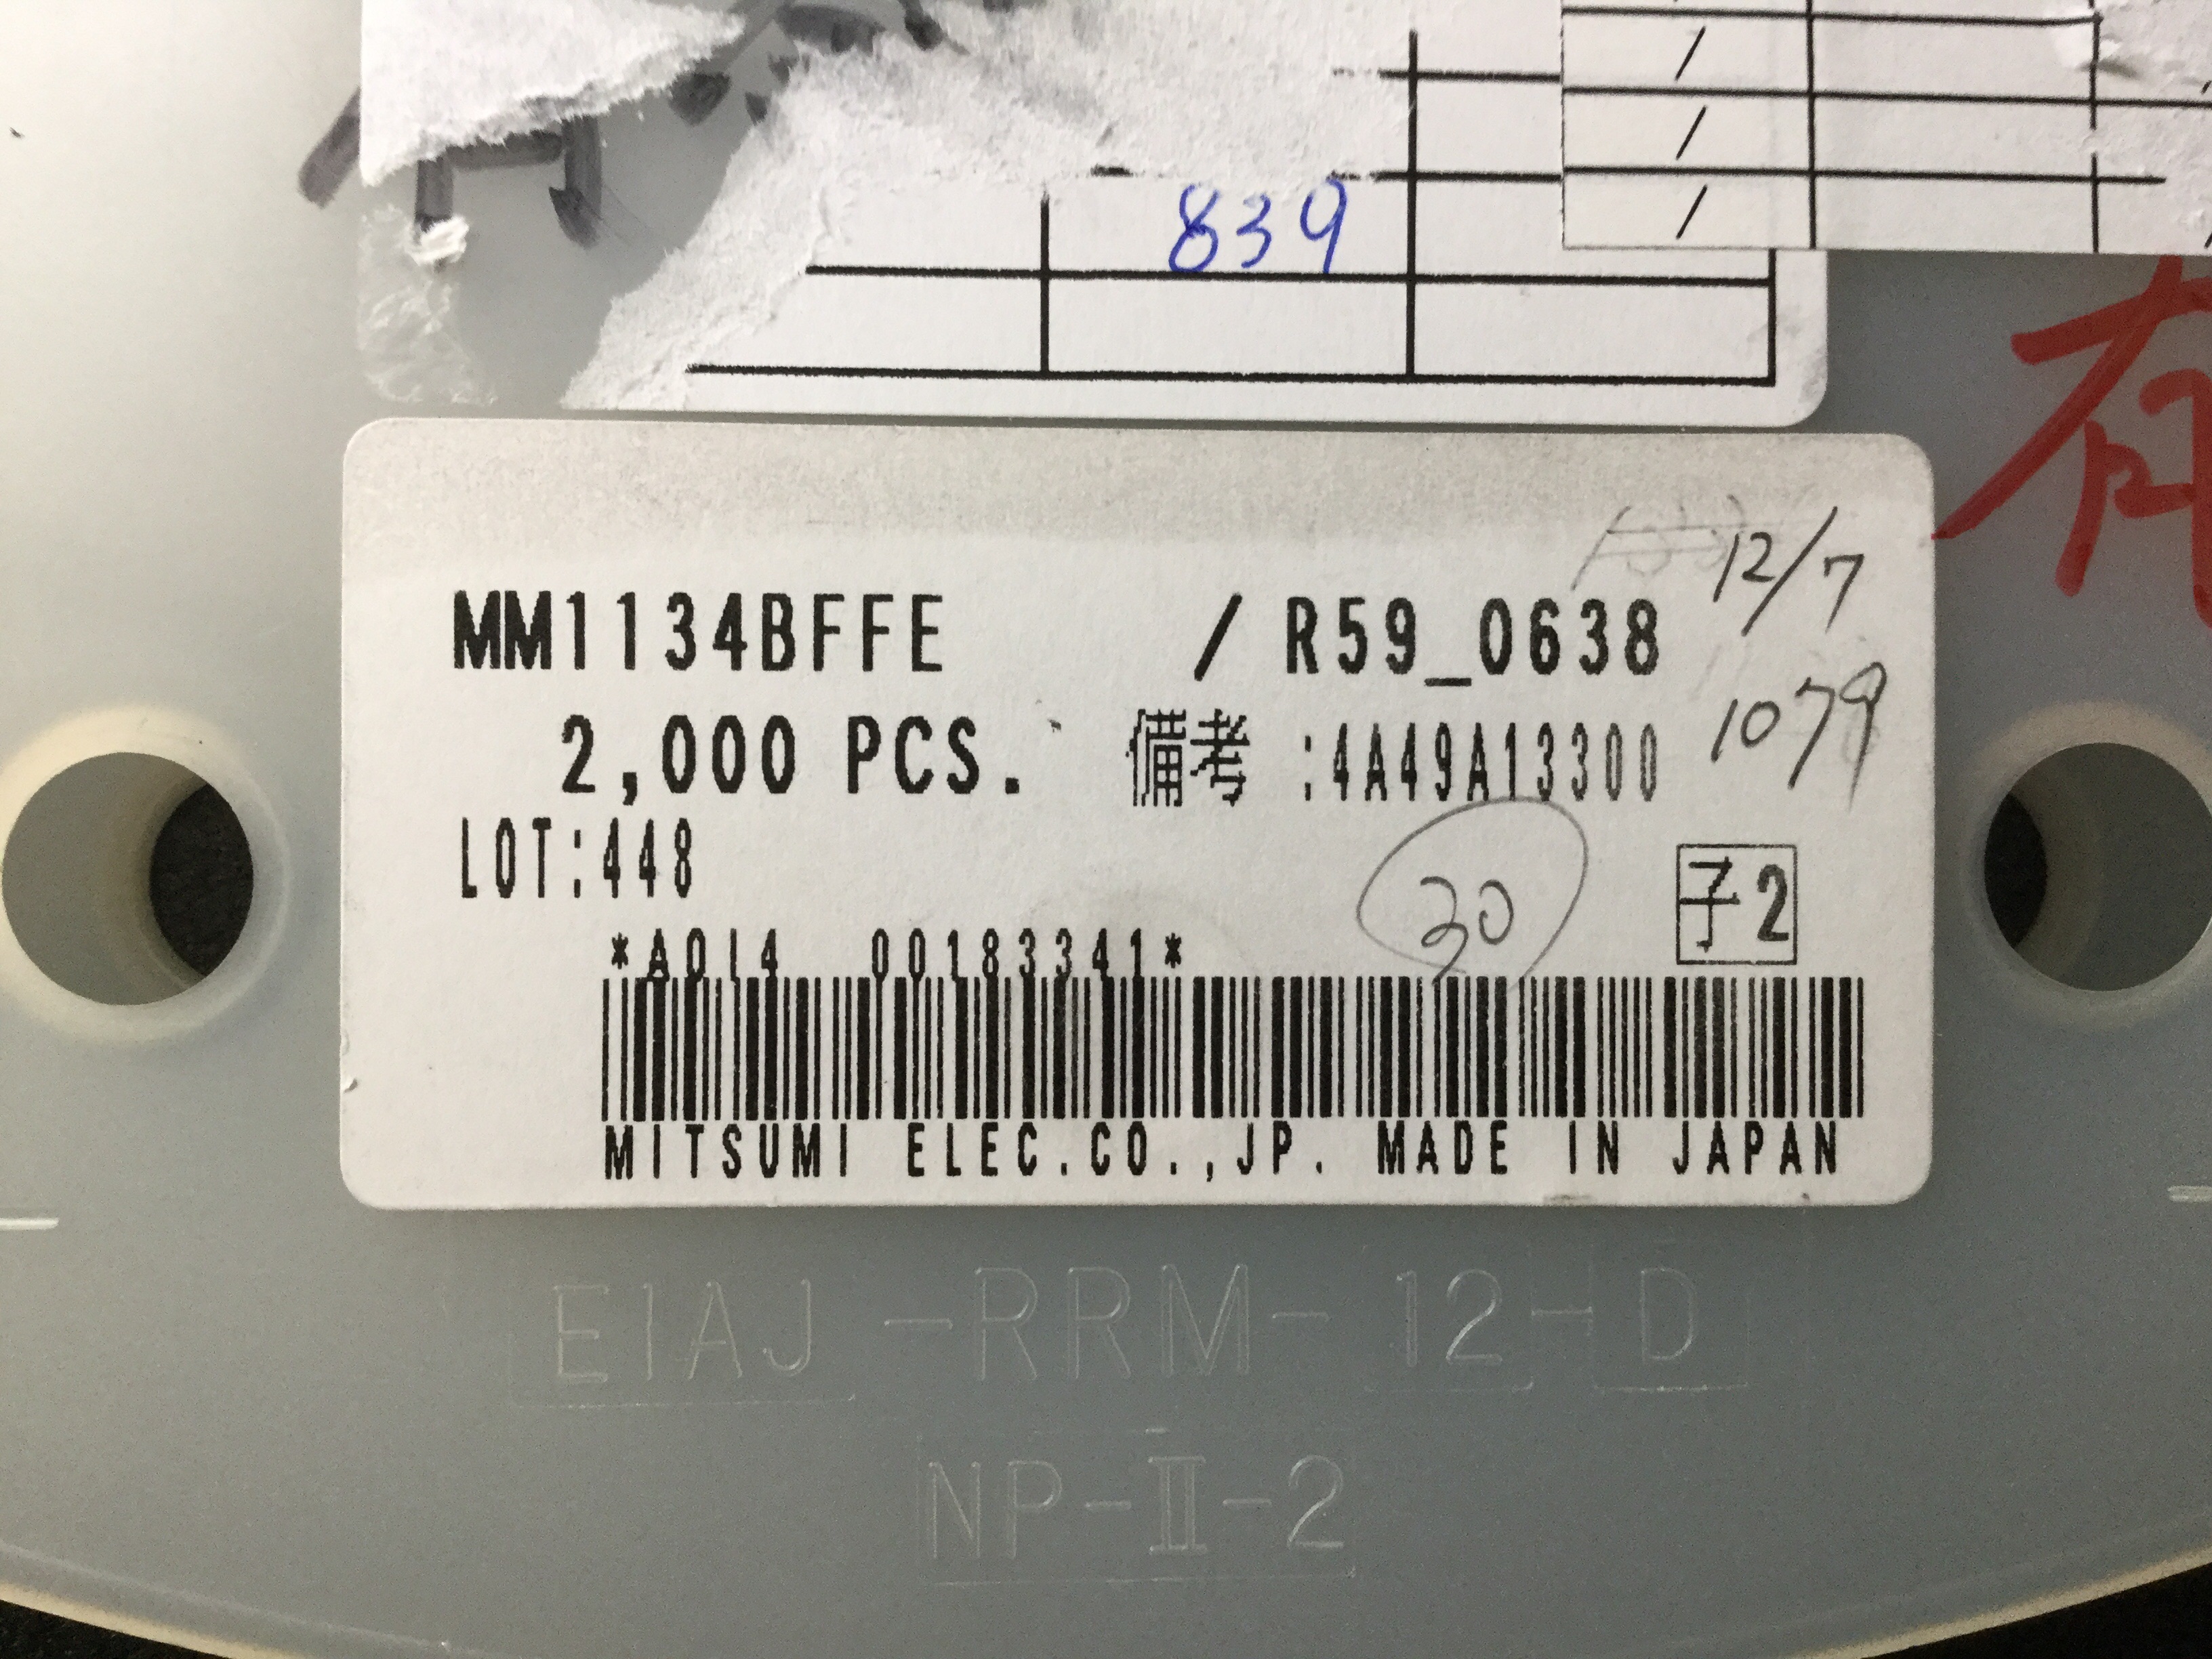 839
12/7
MM1134BFFE / R59_0638
1079
2,000 PCS. 備考 :4A49A13300
LOT:448
30
子2
*A0I4 00183341*
MITSUMI ELEC.CO.,JP. MADE IN JAPAN
EIAJ-RRM-12-D
NP-Ⅱ-2